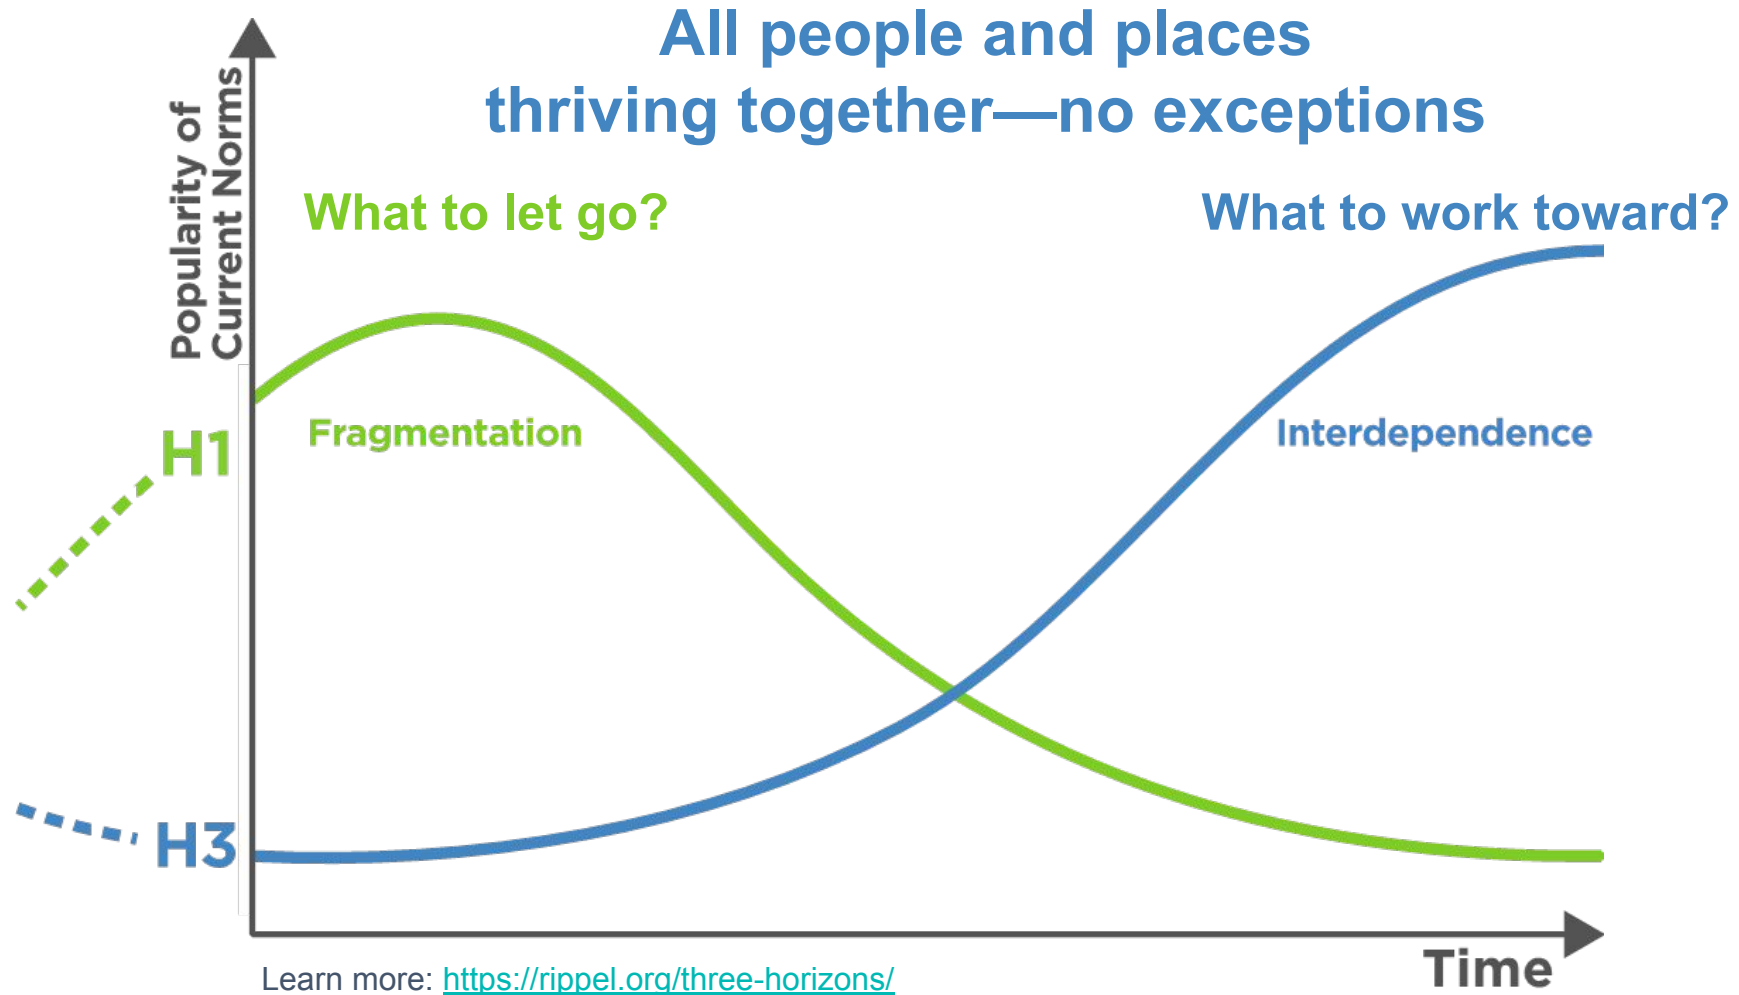 All people and places
thriving together—no exceptions
Popularity of
Current Norms
What to let go?
What to work toward?
Fragmentation
Interdependence
H1
H3
Time
Learn more: https://rippel.org/three-horizons/